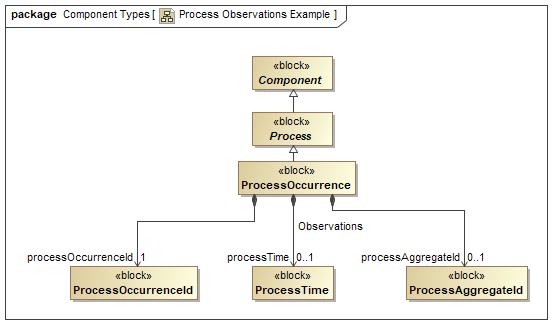 package Component Types [ Process Observations Example ]
«block»
Component
«block»
Process
«block»
ProcessOccurrence
Observations
processOccurrenceId 1
processTime 0..1
processAggregateId 0..1
«block»
ProcessOccurrenceId
«block»
ProcessTime
«block»
ProcessAggregateId